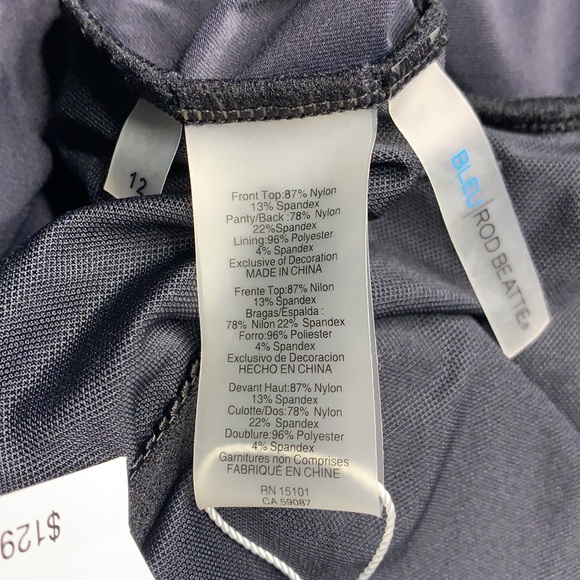 12
Front Top:87% Nylon
13% Spandex
Panty/Back:78% Nylon
22%Spandex
Lining:96% Polyester
4% Spandex
Exclusive of Decoration
MADE IN CHINA
Frente Top:87% Nilon
13% Spandex
Bragas/Espalda :
78% Nilon 22% Spandex
Forro:96% Poliester
4% Spandex
Exclusivo de Decoracion
HECHO EN CHINA
Devant Haut:87% Nylon
13% Spandex
Culotte/Dos:78% Nylon
22% Spandex
Doublure:96% Polyester
4% Spandex
Garnitures non Comprises
FABRIQUÉ EN CHINE
RN 15101
CA 59087
BLEU|ROD BEATTIE®
$129